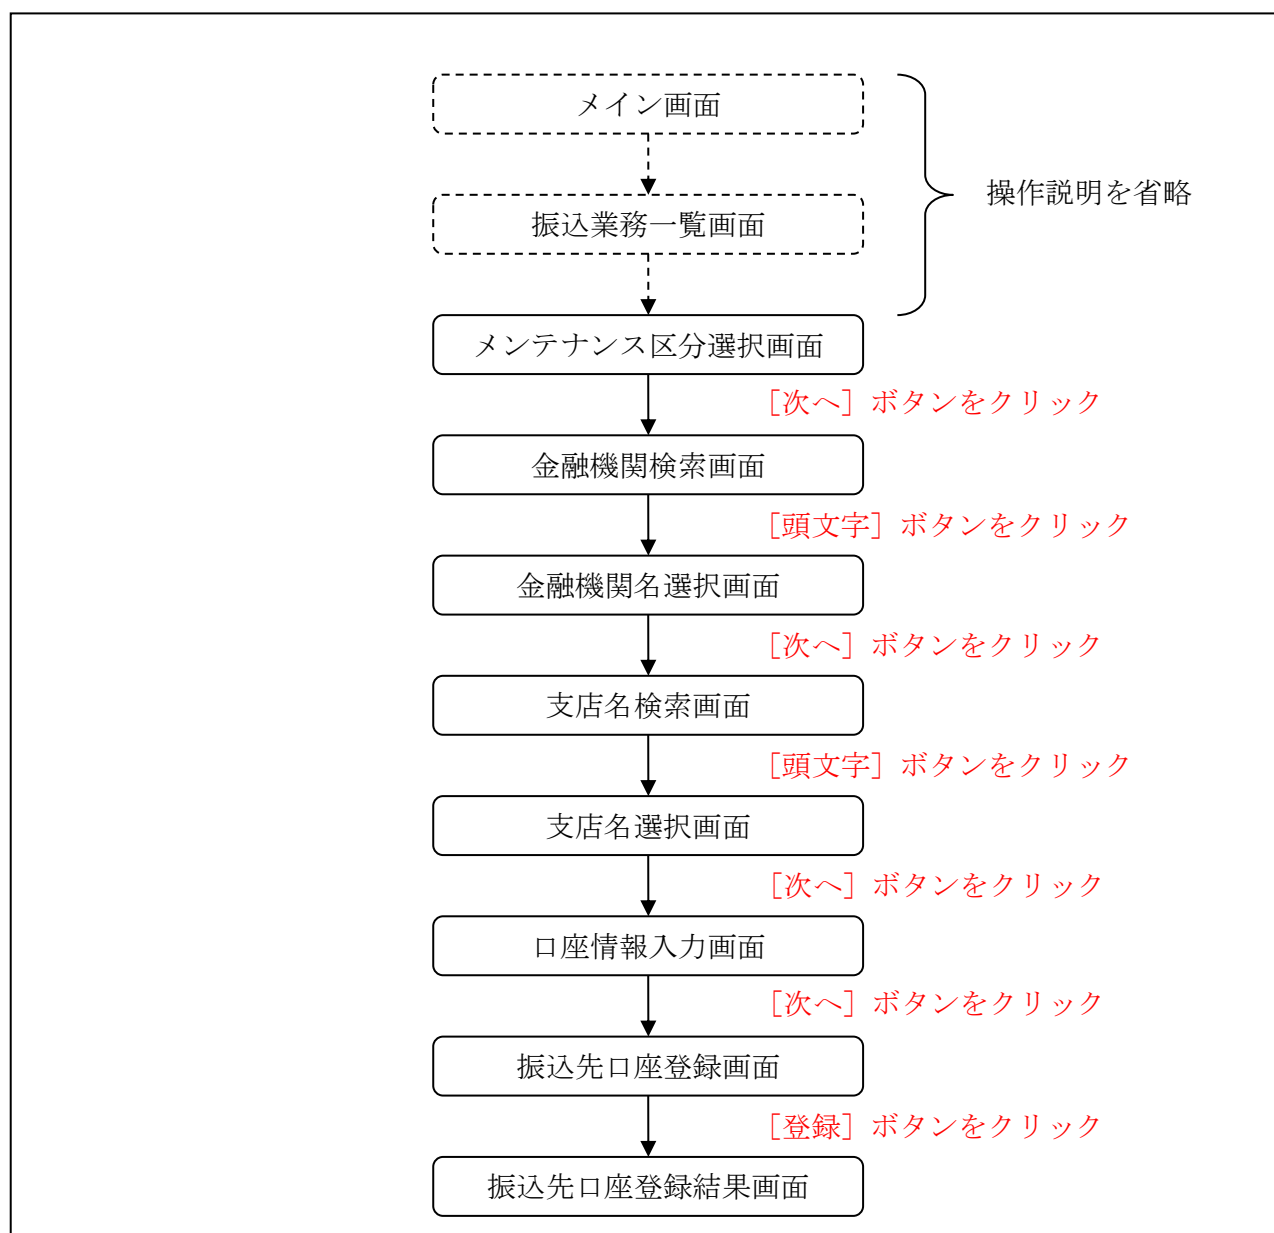 メイン画面
操作説明を省略
振込業務一覧画面
メンテナンス区分選択画面
［次へ］ボタンをクリック
金融機関検索画面
［頭文字］ボタンをクリック
金融機関名選択画面
［次へ］ボタンをクリック
支店名検索画面
［頭文字］ボタンをクリック
支店名選択画面
［次へ］ボタンをクリック
口座情報入力画面
［次へ］ボタンをクリック
振込先口座登録画面
［登録］ボタンをクリック
振込先口座登録結果画面